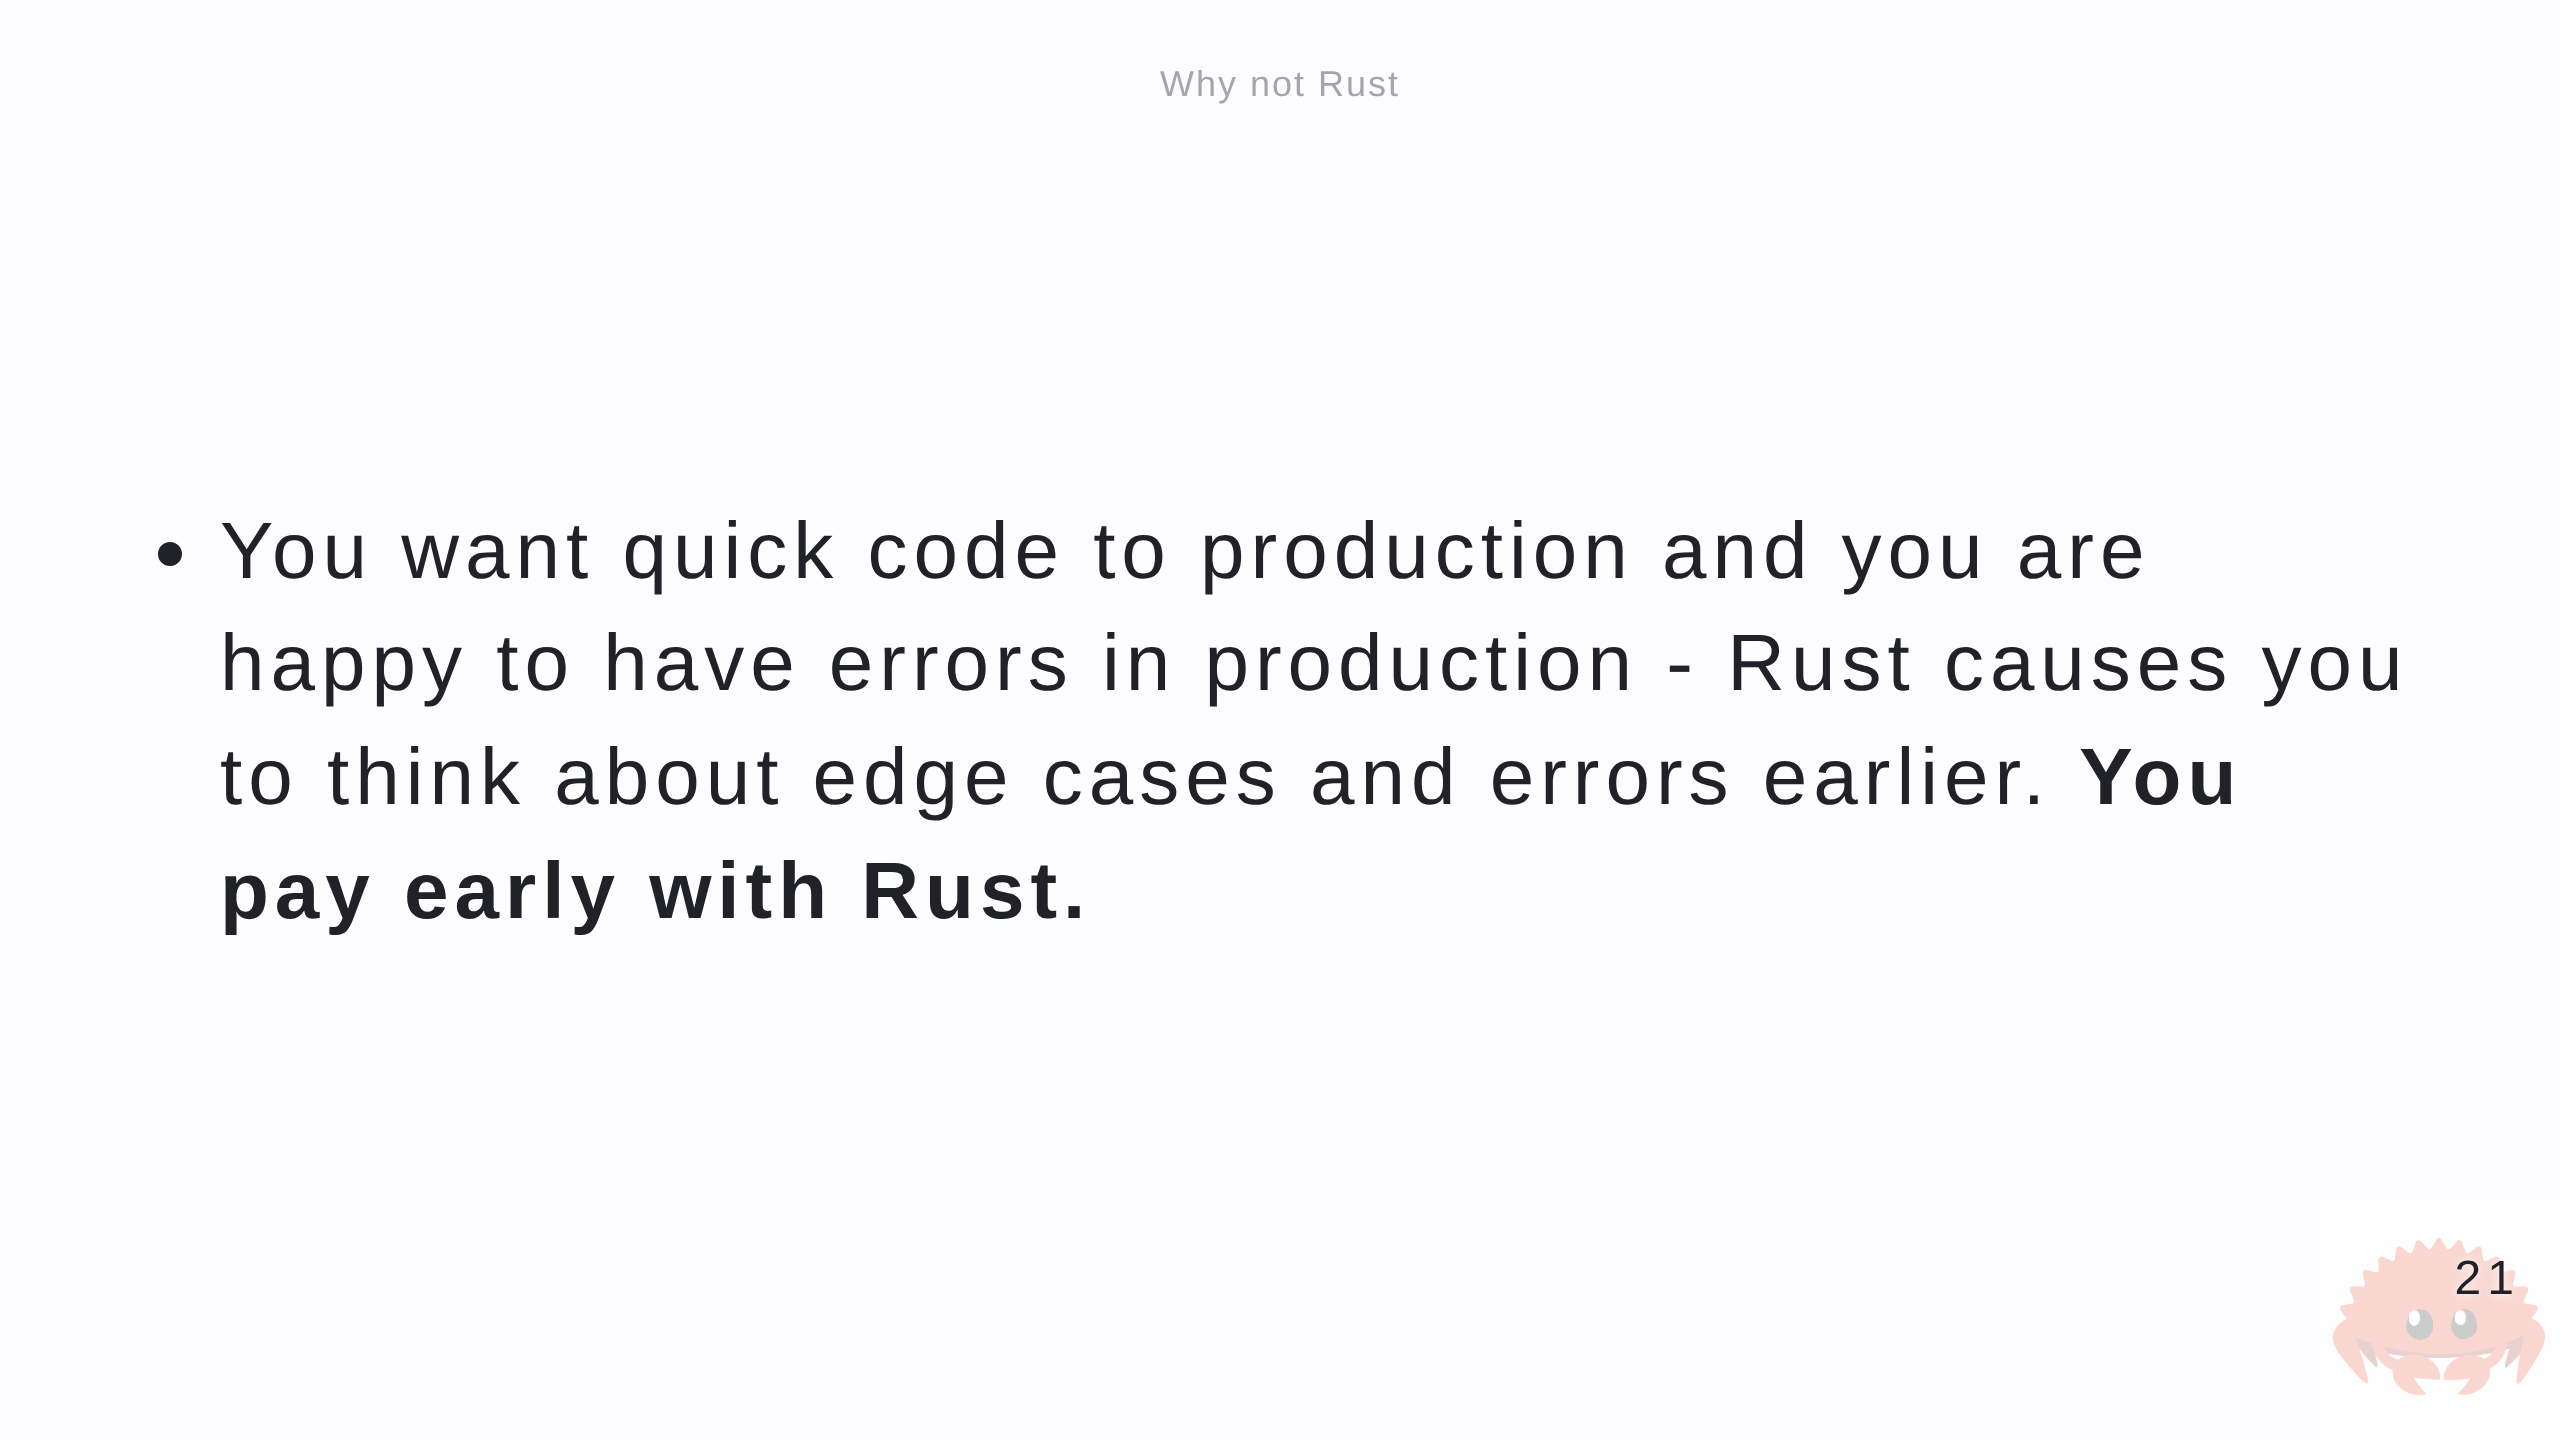 Why not Rust
• You want quick code to production and you are
happy to have errors in production - Rust causes you
to think about edge cases and errors earlier. You
pay early with Rust.
21